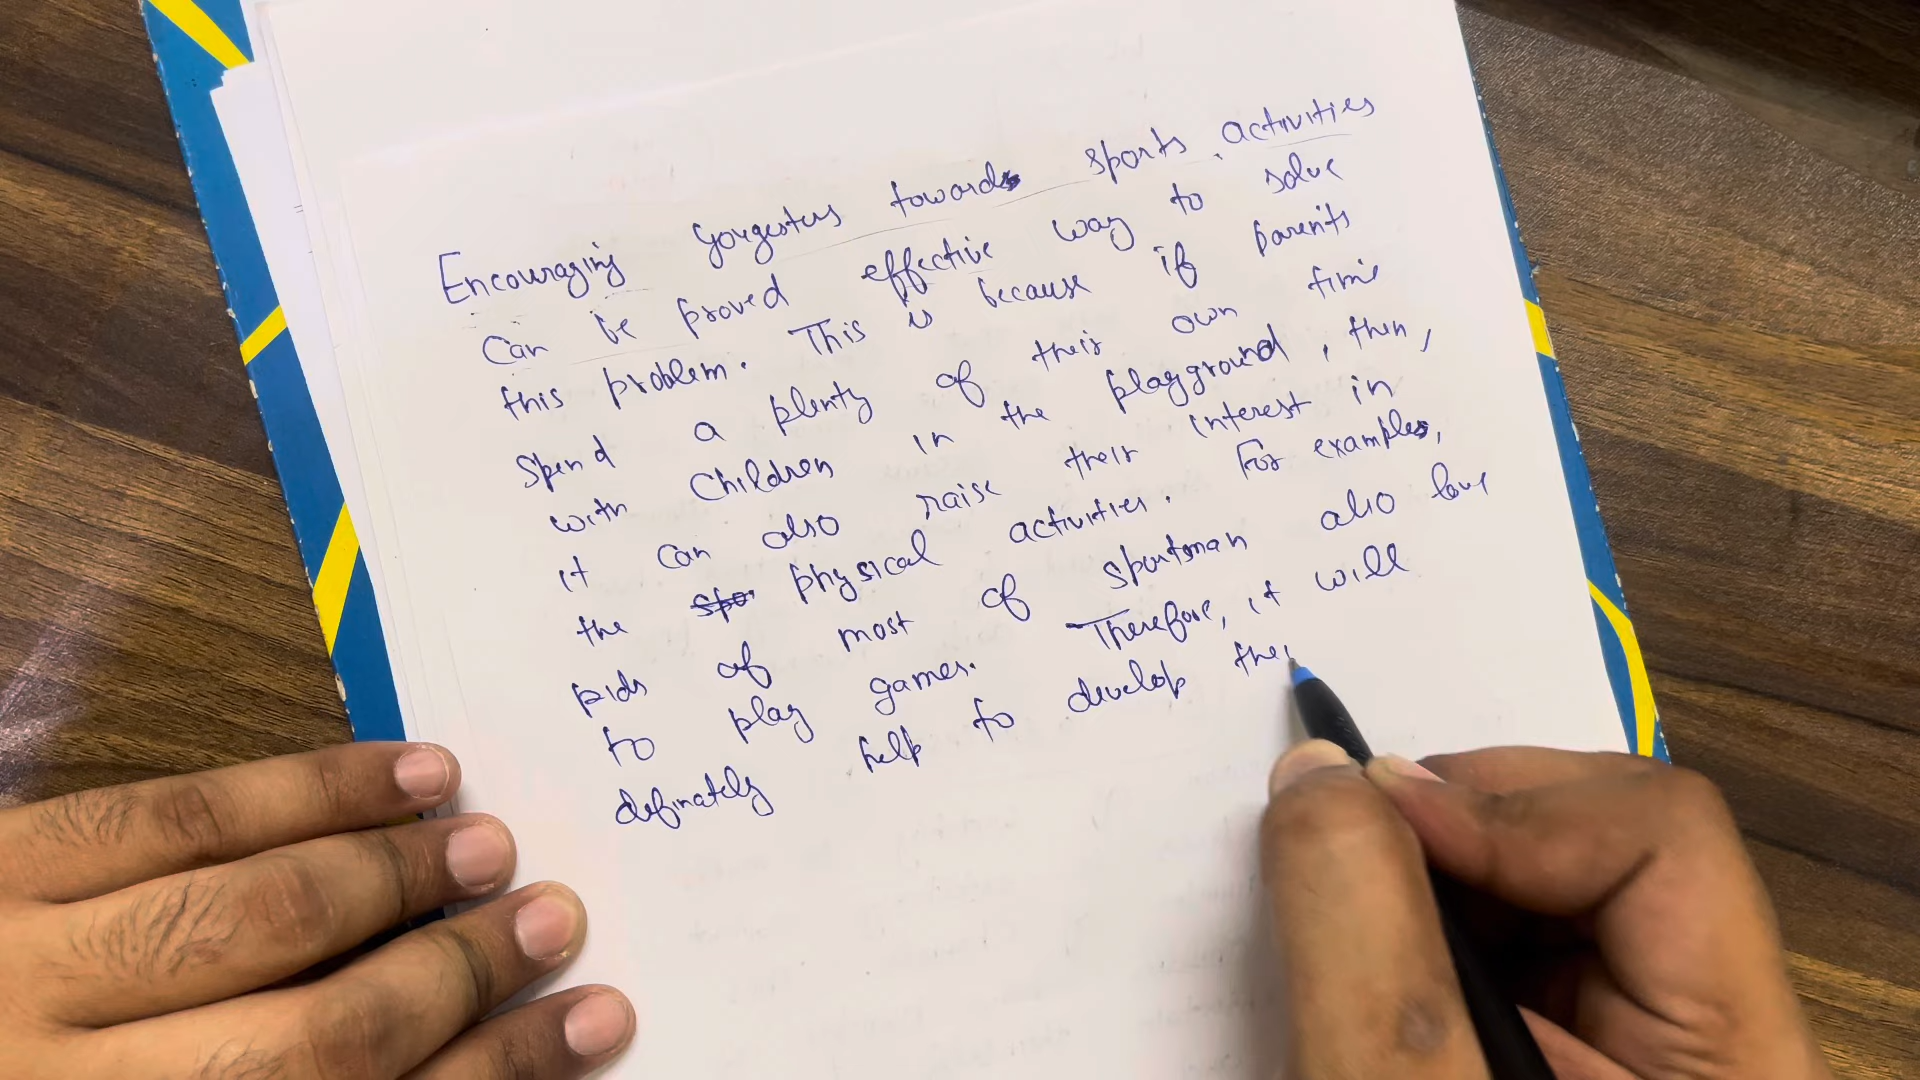 Encouraging yougesters towards sports activities
Can be proved effective way to solve
this problem. This is because if parents
spend a plenty of their own time
with children in the playground, then,
it can also raise their interest in
the spo physical activities. For examples,
kids of most of sportsman also love
to play games. Therefore, it will
definately help to develop thei